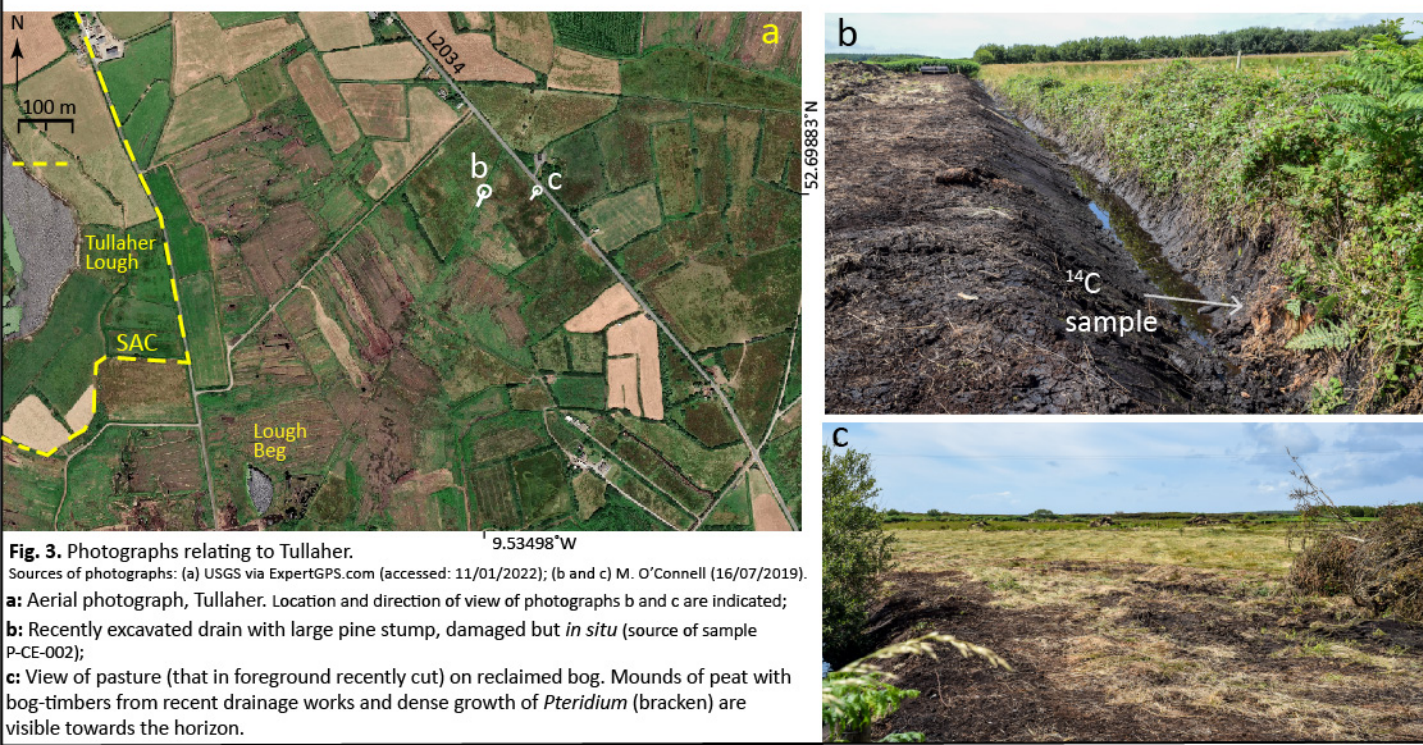 N
100 m
L2034
a
b
c
Tullaher
Lough
SAC
Lough
Beg
52.69883°N
9.53498°W
b
14C
sample
c
Fig. 3. Photographs relating to Tullaher.
Sources of photographs: (a) USGS via ExpertGPS.com (accessed: 11/01/2022); (b and c) M. O'Connell (16/07/2019).
a: Aerial photograph, Tullaher. Location and direction of view of photographs b and c are indicated;
b: Recently excavated drain with large pine stump, damaged but in situ (source of sample
P-CE-002);
c: View of pasture (that in foreground recently cut) on reclaimed bog. Mounds of peat with
bog-timbers from recent drainage works and dense growth of Pteridium (bracken) are
visible towards the horizon.